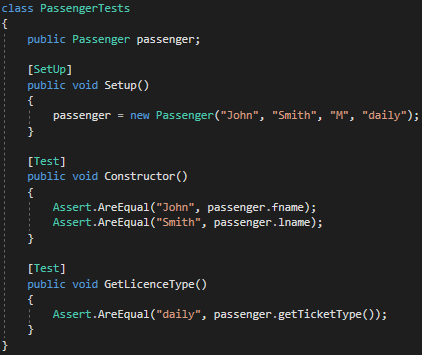 class PassengerTests
{
public Passenger passenger;
[SetUp]
public void Setup()
{
passenger = new Passenger("John", "Smith", "M", "daily");
}
[Test]
public void Constructor()
{
Assert.AreEqual("John", passenger.fname);
Assert.AreEqual("Smith", passenger.lname);
}
[Test]
public void GetLicenceType()
{
Assert.AreEqual("daily", passenger.getTicketType());
}
}